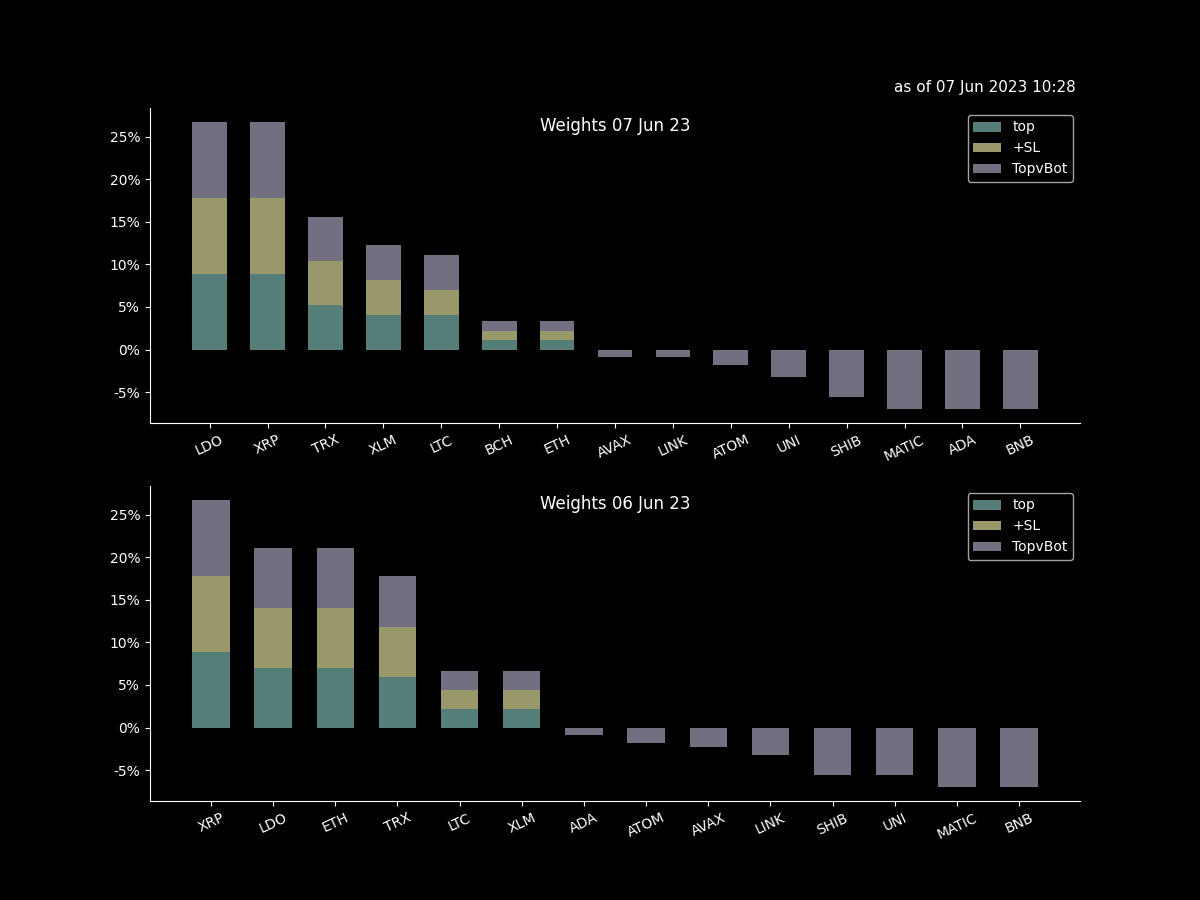 as of 07 Jun 2023 10:28
Weights 07 Jun 23
top
+SL
TopvBot
25%
20%
15%
10%
5%
0%
-5%
LDO XRP TRX XLM LTC BCH ETH AVAX LINK ATOM UNI SHIB MATIC ADA BNB
Weights 06 Jun 23
top
+SL
TopvBot
25%
20%
15%
10%
5%
0%
-5%
XRP LDO ETH TRX LTC XLM ADA ATOM AVAX LINK SHIB UNI MATIC BNB